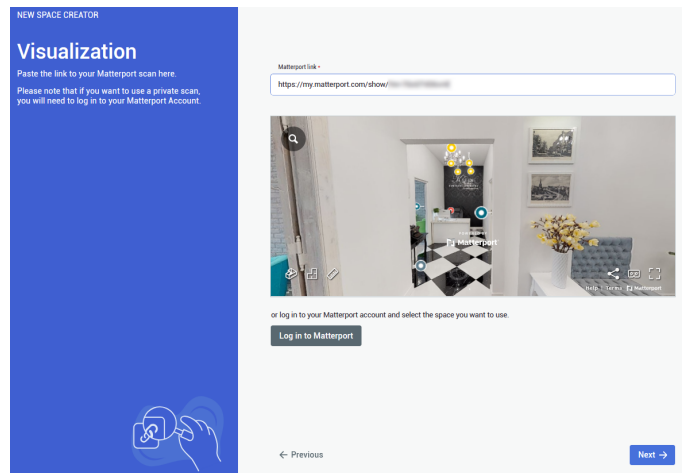 NEW SPACE CREATOR
Visualization
Paste the link to your Matterport scan here.
Please note that if you want to use a private scan,
you will need to log in to your Matterport Account.
Matterport link *
https://my.matterport.com/show/
Matterport
Help | Terms Matterport
or log in to your Matterport account and select the space you want to use.
Log in to Matterport
← Previous
Next →